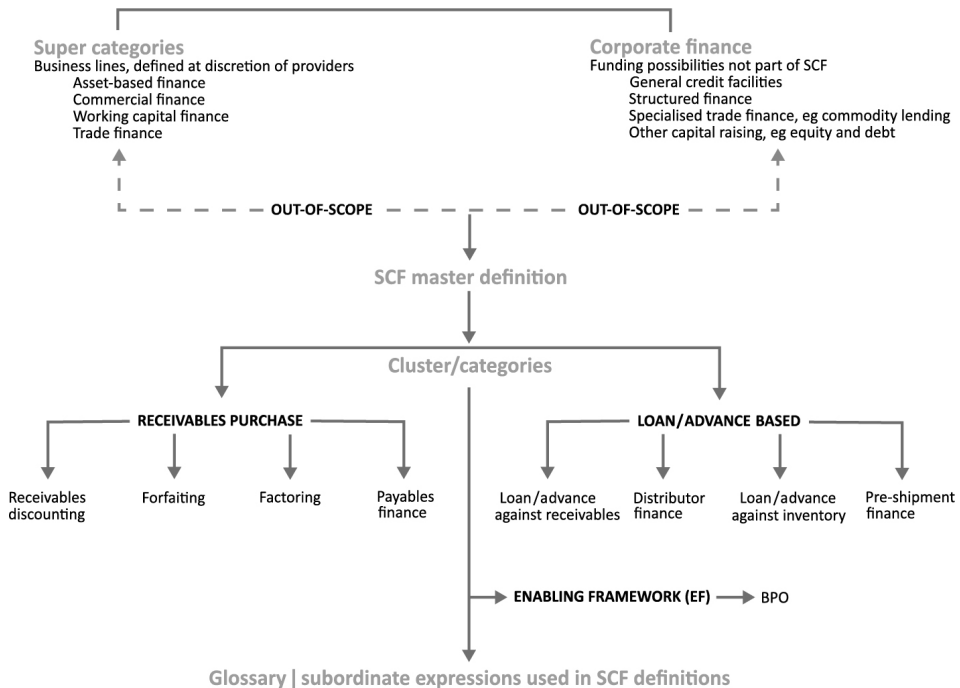 Super categories
Business lines, defined at discretion of providers
Asset-based finance
Commercial finance
Working capital finance
Trade finance
Corporate finance
Funding possibilities not part of SCF
General credit facilities
Structured finance
Specialised trade finance, eg commodity lending
Other capital raising, eg equity and debt
OUT-OF-SCOPE
OUT-OF-SCOPE
SCF master definition
Cluster/categories
RECEIVABLES PURCHASE
LOAN/ADVANCE BASED
Receivables
discounting
Forfaiting
Factoring
Payables
finance
Loan/advance
against receivables
Distributor
finance
Loan/advance
against inventory
Pre-shipment
finance
ENABLING FRAMEWORK (EF)
BPO
Glossary | subordinate expressions used in SCF definitions